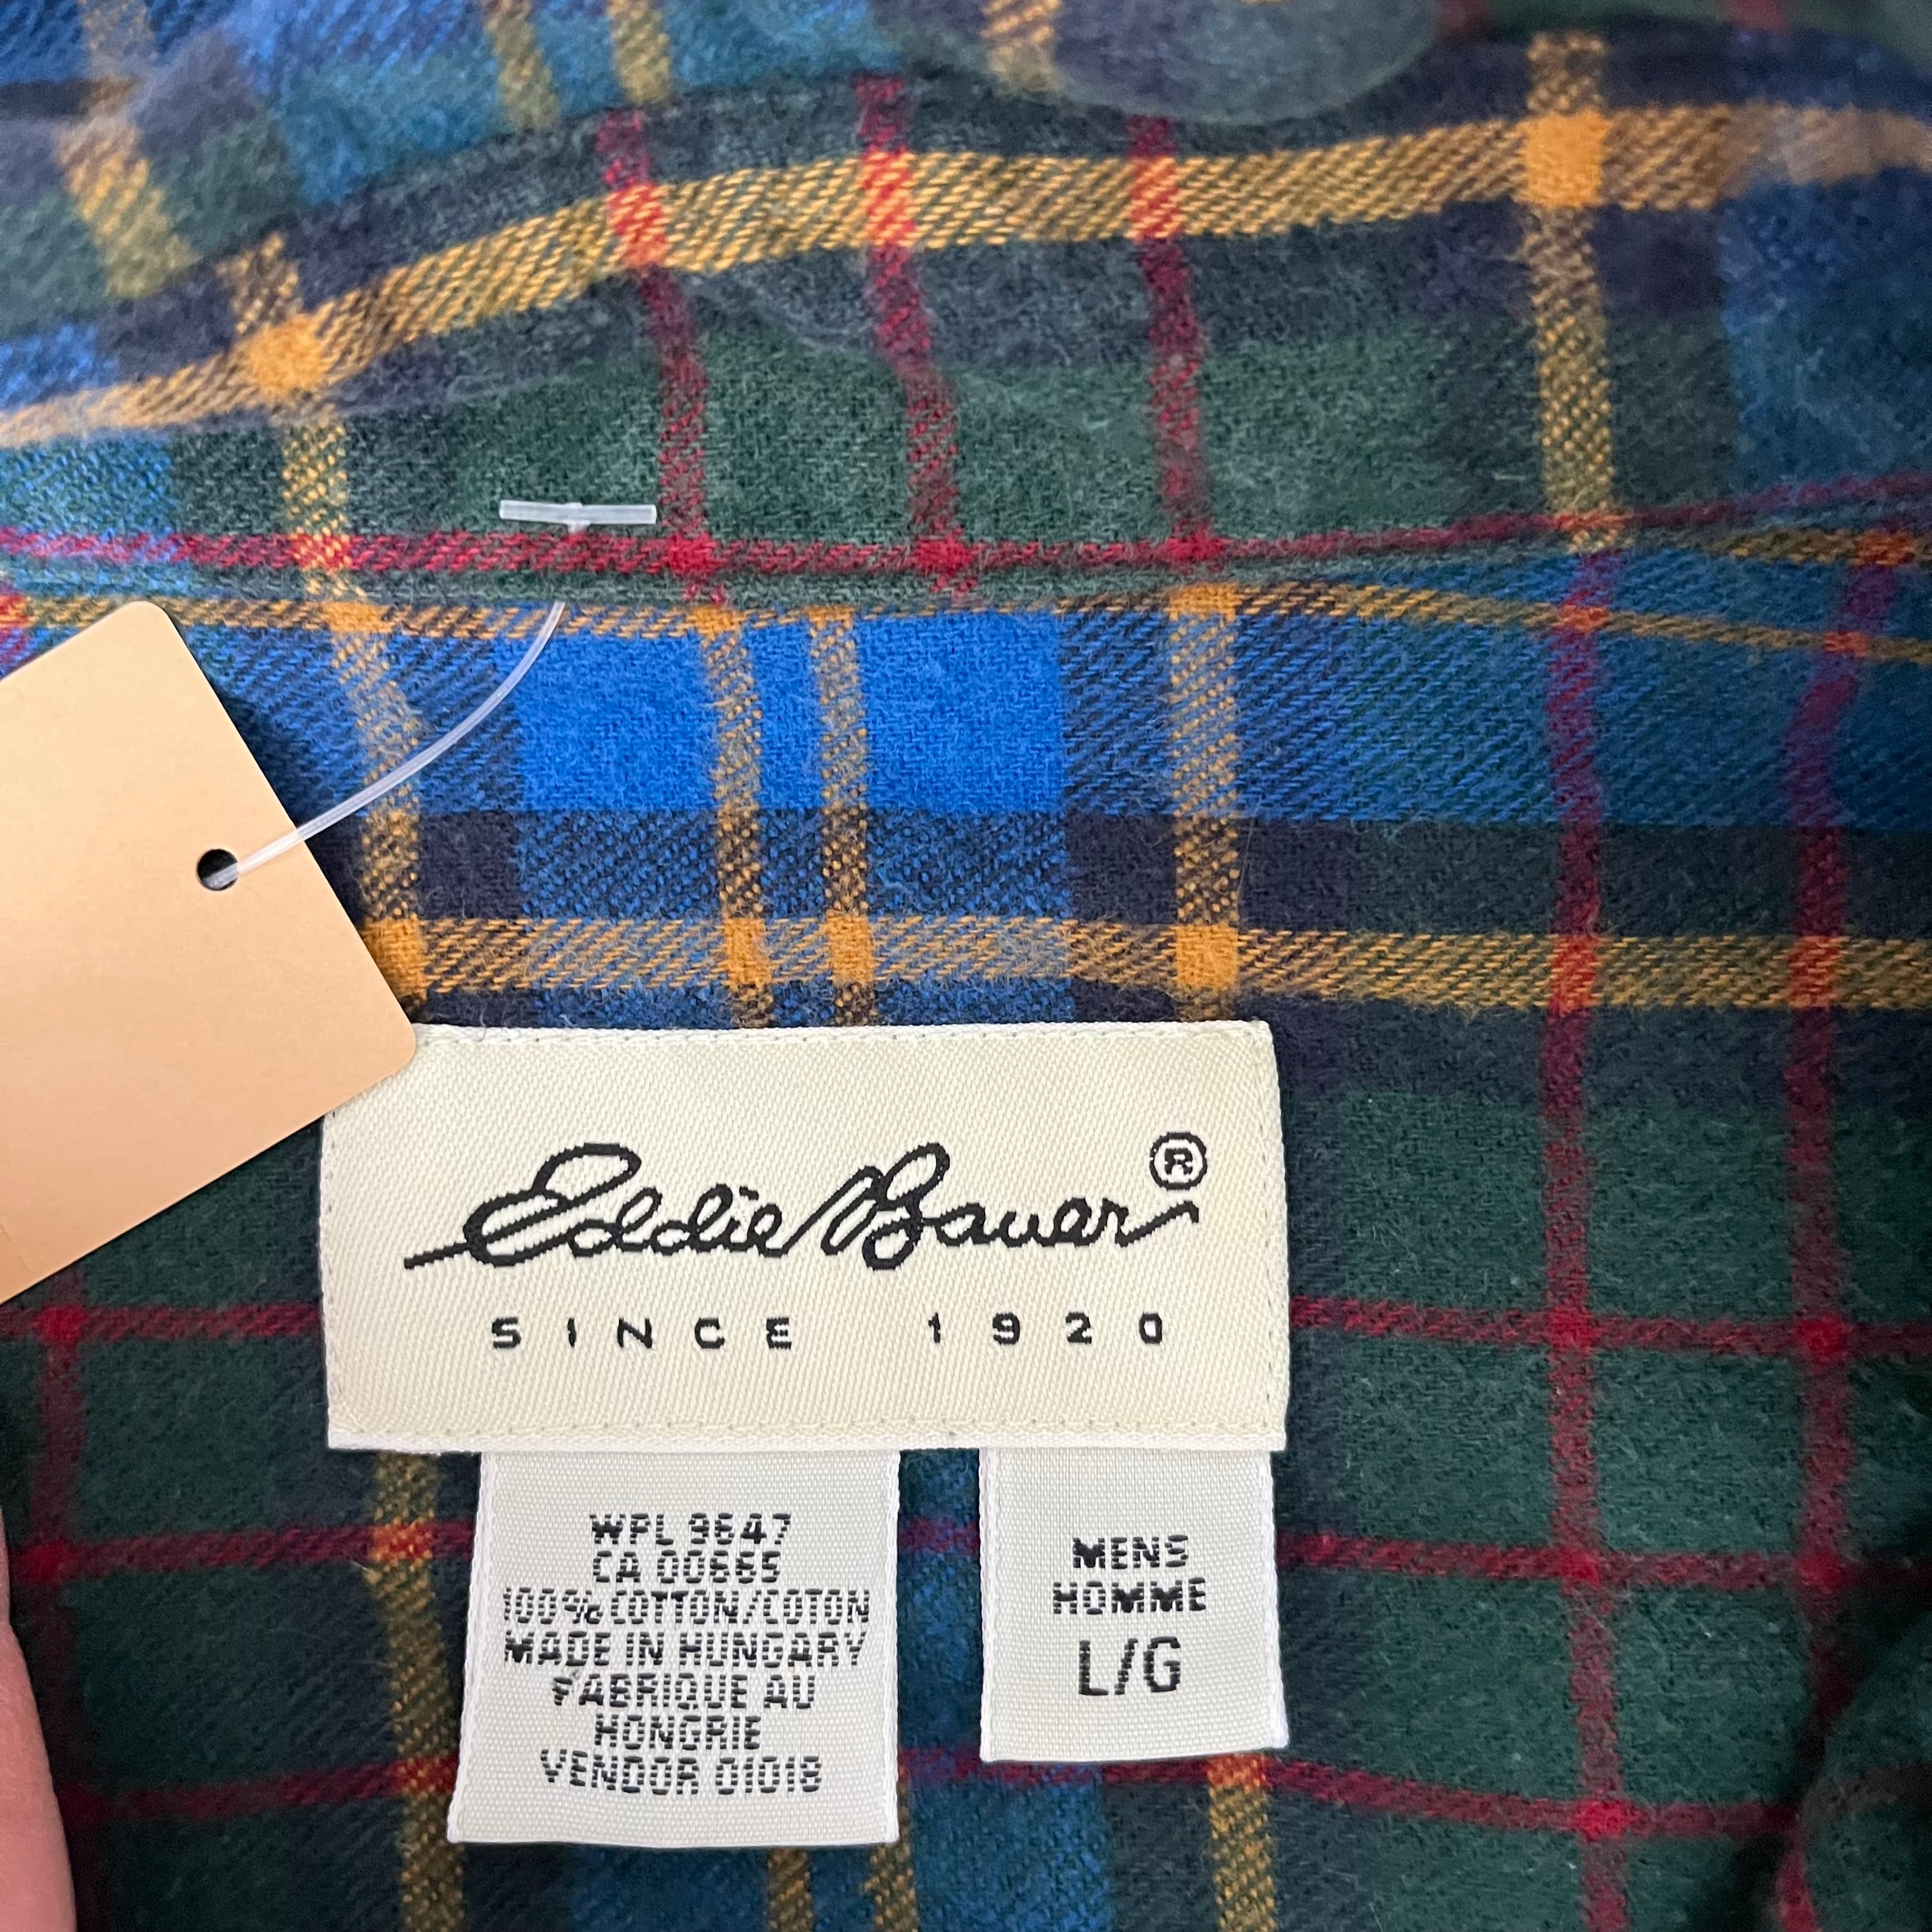 Eddie Bauer®
SINCE 1920
WPL 9647
CA 00665
100% COTTON/COTON
MADE IN HUNGARY
FABRIQUE AU
HONGRIE
VENDOR 01018
MENS
HOMME
L/G